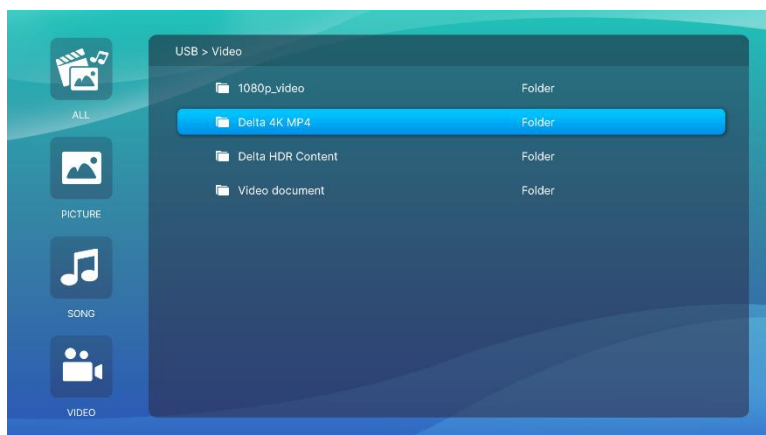 USB > Video
1080p_video Folder
ALL
Delta 4K MP4 Folder
Delta HDR Content Folder
Video document Folder
PICTURE
SONG
VIDEO